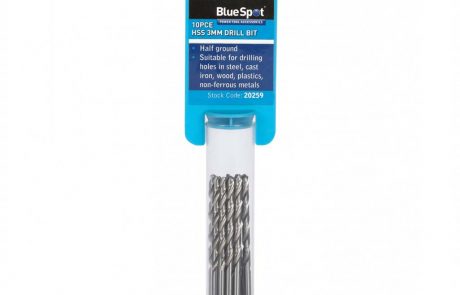 BlueSpot
POWER TOOL ACCESSORIES
10PCE
HSS 3MM DRILL BIT
• Half ground
• Suitable for drilling
holes in steel, cast
iron, wood, plastics,
non-ferrous metals
Stock Code: 20259